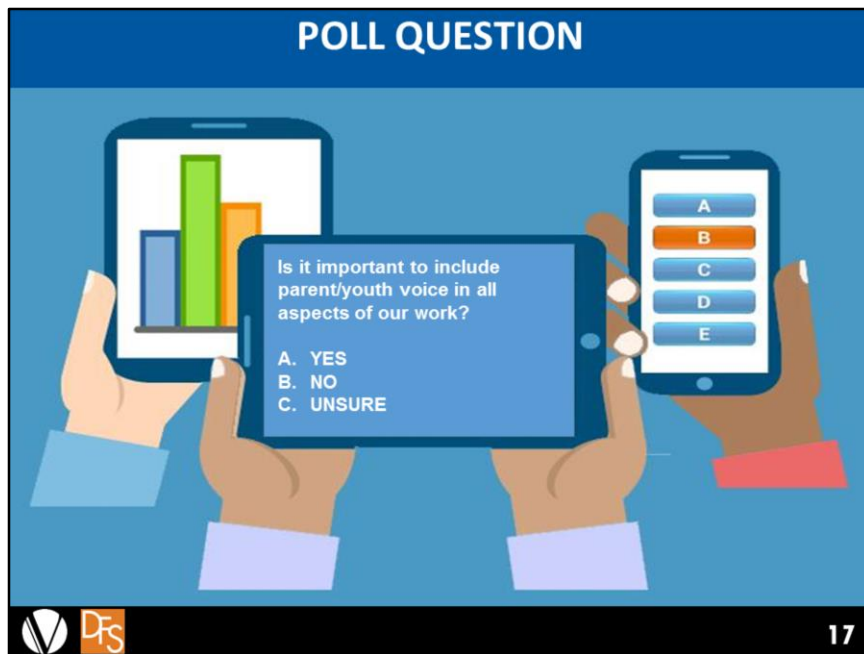 POLL QUESTION
Is it important to include
parent/youth voice in all
aspects of our work?
A. YES
B. NO
C. UNSURE
A
B
C
D
E
DFS
17